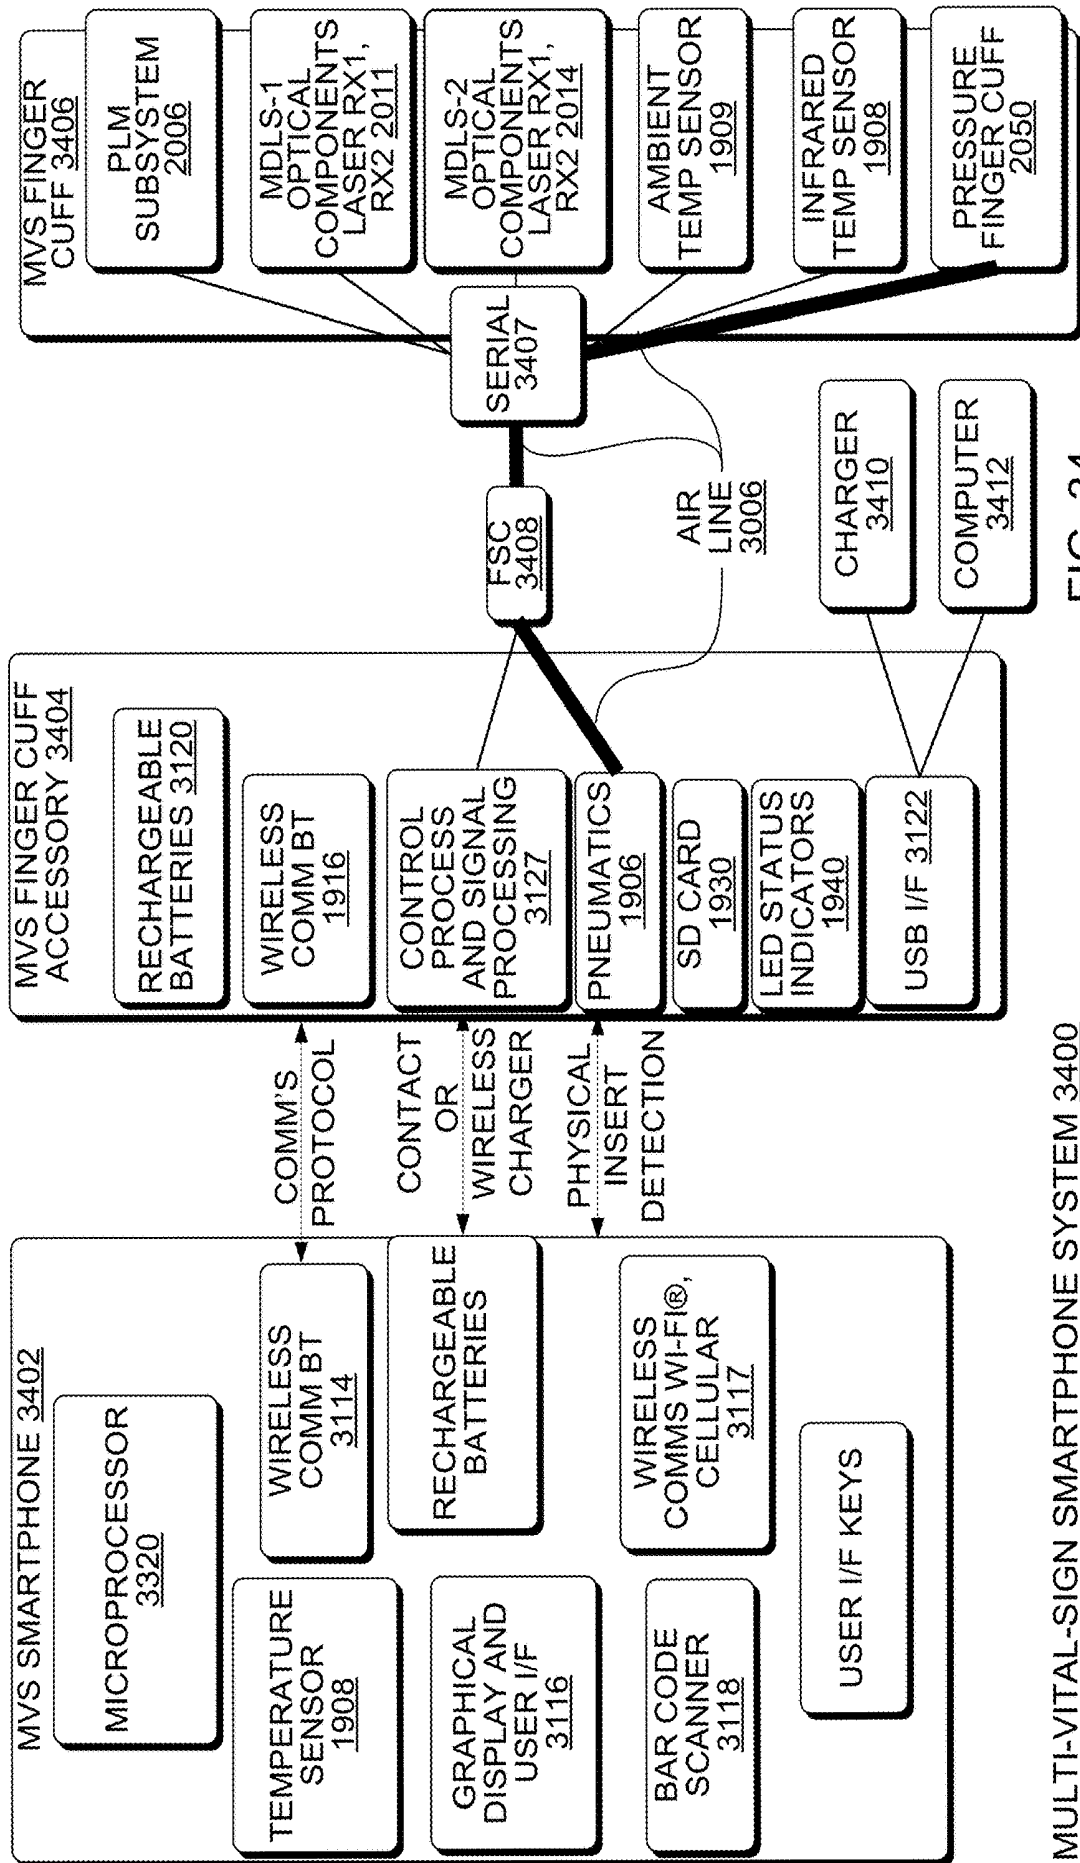 MVS SMARTPHONE 3402
MICROPROCESSOR
3320
TEMPERATURE
SENSOR
1908
WIRELESS
COMM BT
3114
GRAPHICAL
DISPLAY AND
USER I/F
3116
RECHARGEABLE
BATTERIES
BAR CODE
SCANNER
3118
WIRELESS
COMMS WI-FI®,
CELLULAR
3117
USER I/F KEYS
COMM'S
PROTOCOL
CONTACT
OR
WIRELESS
CHARGER
PHYSICAL
INSERT
DETECTION
MVS FINGER CUFF
ACCESSORY 3404
RECHARGEABLE
BATTERIES 3120
WIRELESS
COMM BT
1916
CONTROL
PROCESS
AND SIGNAL
PROCESSING
3127
PNEUMATICS
1906
SD CARD
1930
LED STATUS
INDICATORS
1940
USB I/F 3122
FSC
3408
AIR
LINE
3006
CHARGER
3410
COMPUTER
3412
SERIAL
3407
MVS FINGER
CUFF 3406
PLM
SUBSYSTEM
2006
MDLS-1
OPTICAL
COMPONENTS
LASER RX1,
RX2 2011
MDLS-2
OPTICAL
COMPONENTS
LASER RX1,
RX2 2014
AMBIENT
TEMP SENSOR
1909
INFRARED
TEMP SENSOR
1908
PRESSURE
FINGER CUFF
2050
MULTI-VITAL-SIGN SMARTPHONE SYSTEM 3400